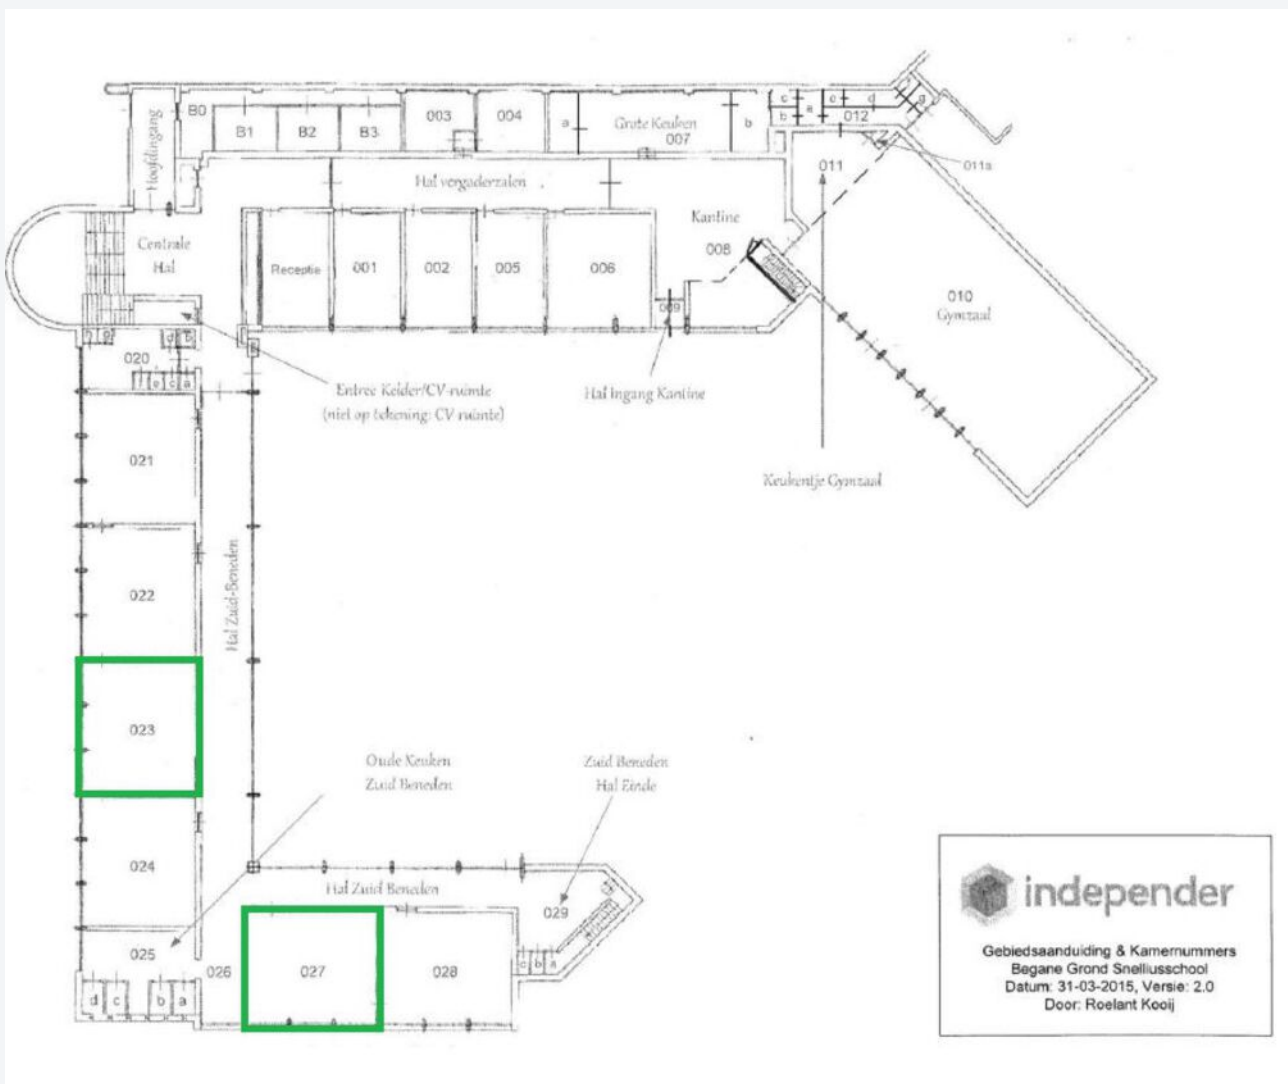 B0
B1
B2
B3
003
004
a
Grote Keuken
007
b
c
b
a
e
d
012
g
Hoofdingang
Hal vergaderzalen
011
011a
Kantine
008
Centrale
Hal
Receptie
001
002
005
006
009
010
Gymzaal
020
d
b
e
c
a
Entree Kelder/CV-ruimte
(niet op tekening: CV ruimte)
Hal Ingang Kantine
Keukentje Gymzaal
021
022
Hal Zuid-Beneden
023
Oude Keuken
Zuid Beneden
Zuid Beneden
Hal Einde
024
Hal Zuid Beneden
029
025
026
027
028
c
b
a
d
c
b
a
independer
Gebiedsaanduiding & Kamernummers
Begane Grond Snelliusschool
Datum: 31-03-2015, Versie: 2.0
Door: Roelant Kooij